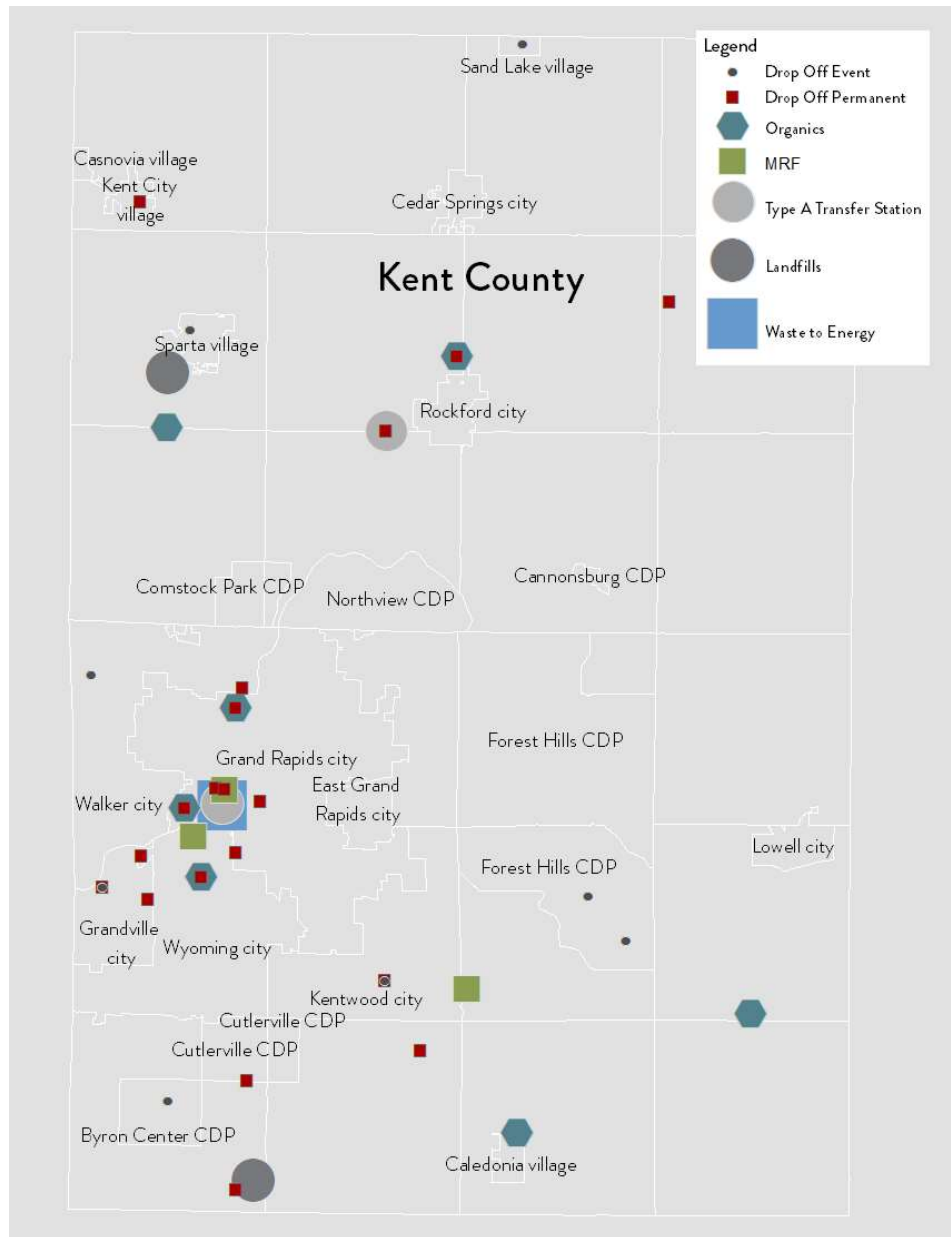 Legend
Drop Off Event
Drop Off Permanent
Organics
MRF
Type A Transfer Station
Landfills
Waste to Energy
Sand Lake village
Casnovia village
Kent City
village
Cedar Springs city
Kent County
Sparta village
Rockford city
Comstock Park CDP
Northview CDP
Cannonsburg CDP
Grand Rapids city
Forest Hills CDP
Walker city
East Grand
Rapids city
Lowell city
Forest Hills CDP
Grandville
city
Wyoming city
Kentwood city
Cutlerville CDP
Cutlerville CDP
Byron Center CDP
Caledonia village